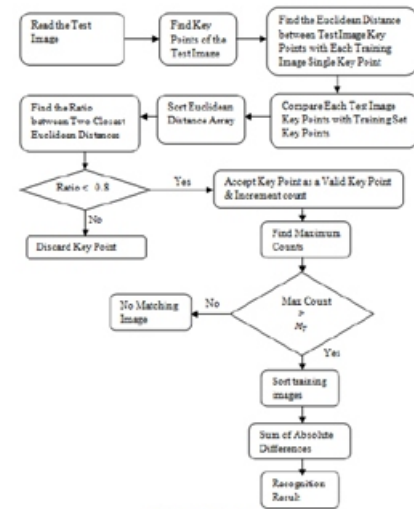 Read the Test
Image
Find Key
Points of the
Test Image
Find the Euclidean Distance
between Test Image Key
Points with Each Training
Image Single Key Point
Find the Ratio
between Two Closest
Euclidean Distances
Sort Euclidean
Distance Array
Compare Each Test Image
Key Points with Training Set
Key Points
Ratio < 0.8
Yes
Accept Key Point as a Valid Key Point
& Increment count
No
Discard Key Point
Find Maximum
Counts
No Matching
Image
No
Max Count
>
Yes
Sort training
images
Sum of Absolute
Differences
Recognition
Result